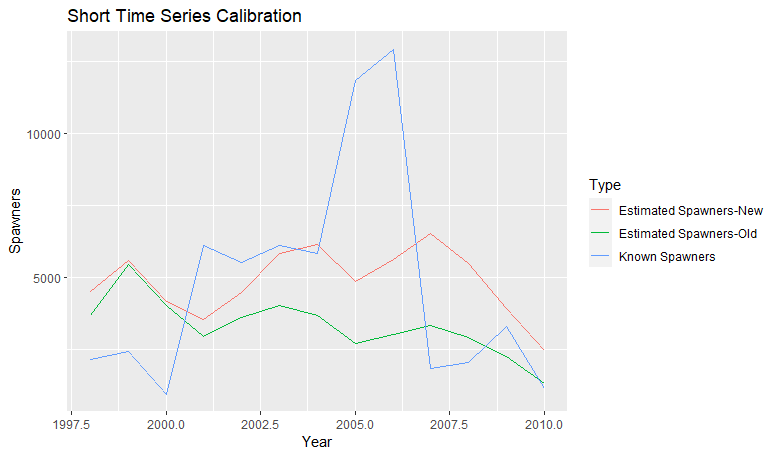 Short Time Series Calibration
10000
5000
Spawners
1997.5 2000.0 2002.5 2005.0 2007.5 2010.0
Year
Type
Estimated Spawners-New
Estimated Spawners-Old
Known Spawners